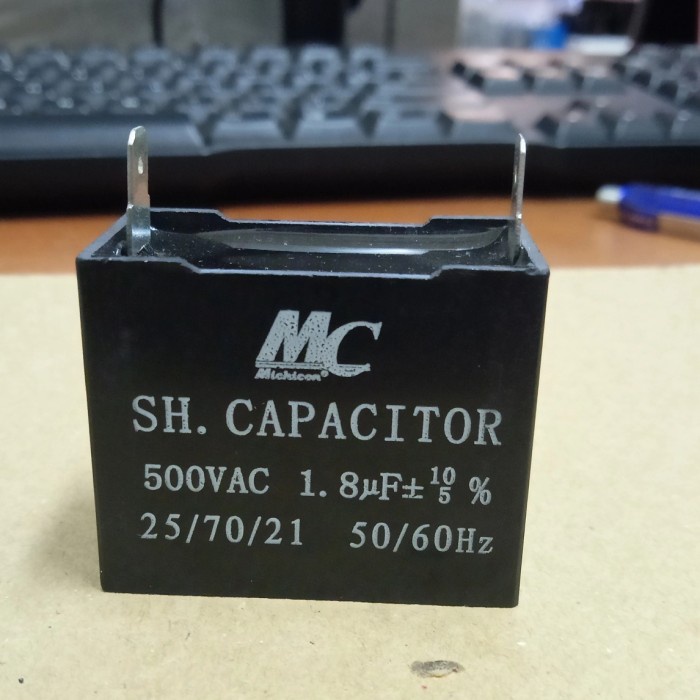 MC
Michicon®
SH. CAPACITOR
500VAC 1.8μF±10/5 %
25/70/21 50/60Hz